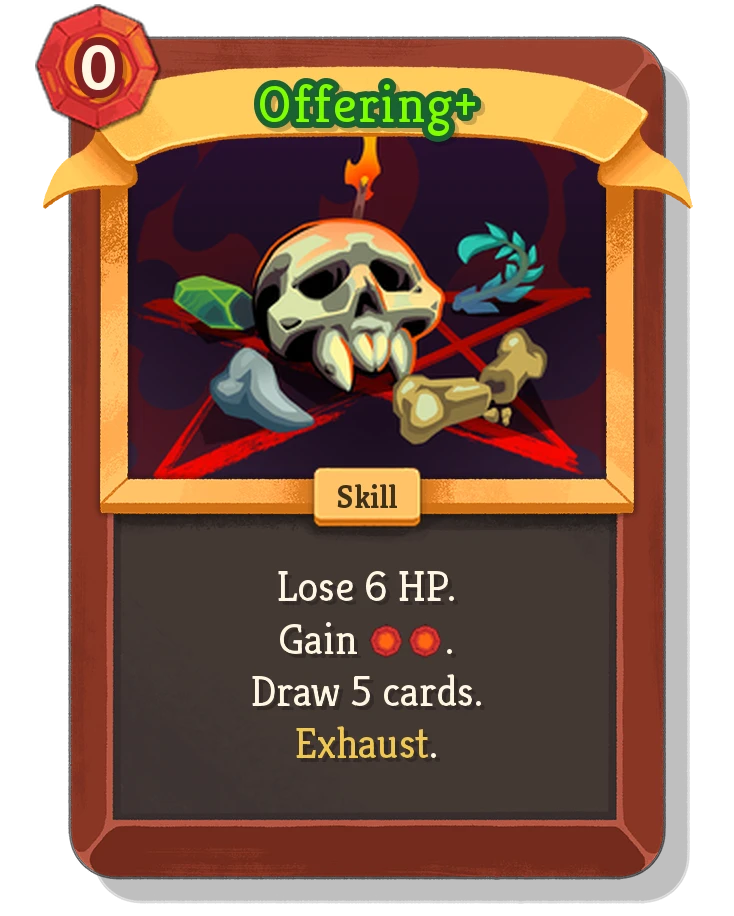 0
Offering+
Skill
Lose 6 HP.
Gain .
Draw 5 cards.
Exhaust.